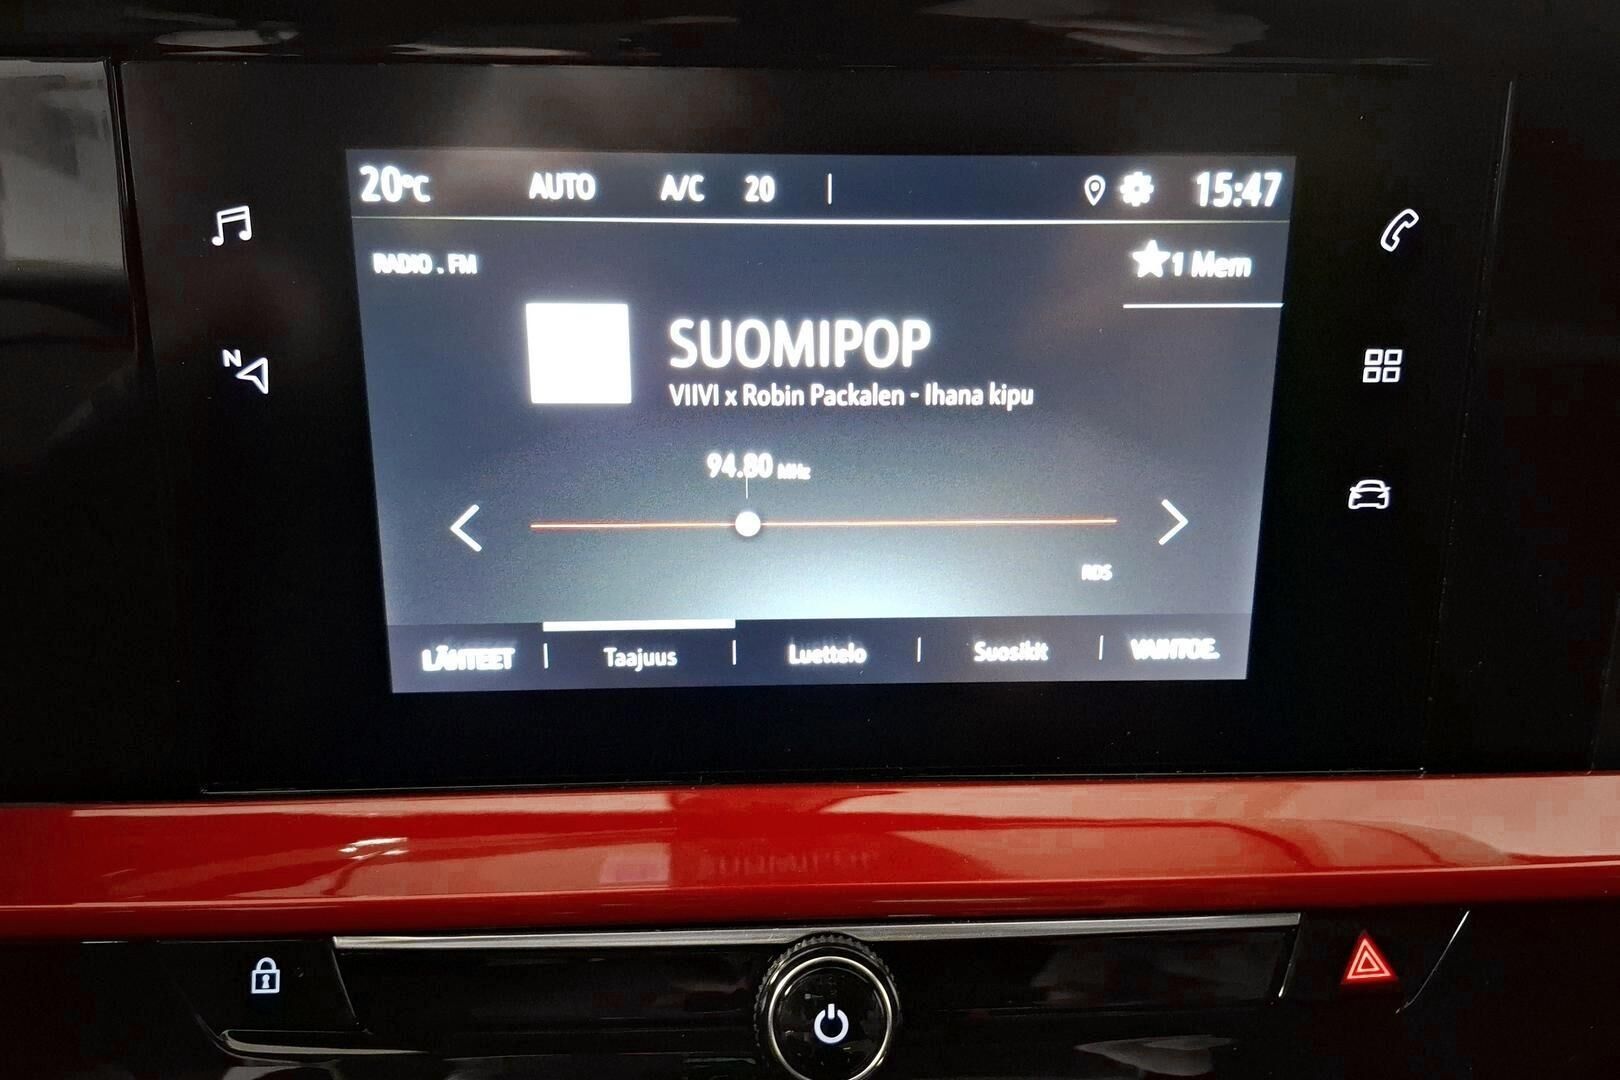 20°C AUTO A/C 20 15:47
RADIO . FM
1 Mem
SUOMIPOP
VIIVI x Robin Packalen - Ihana kipu
N
94.80 MHz
RDS
LÄHTEET Taajuus Luettelo Suosikit VAIHTOE.